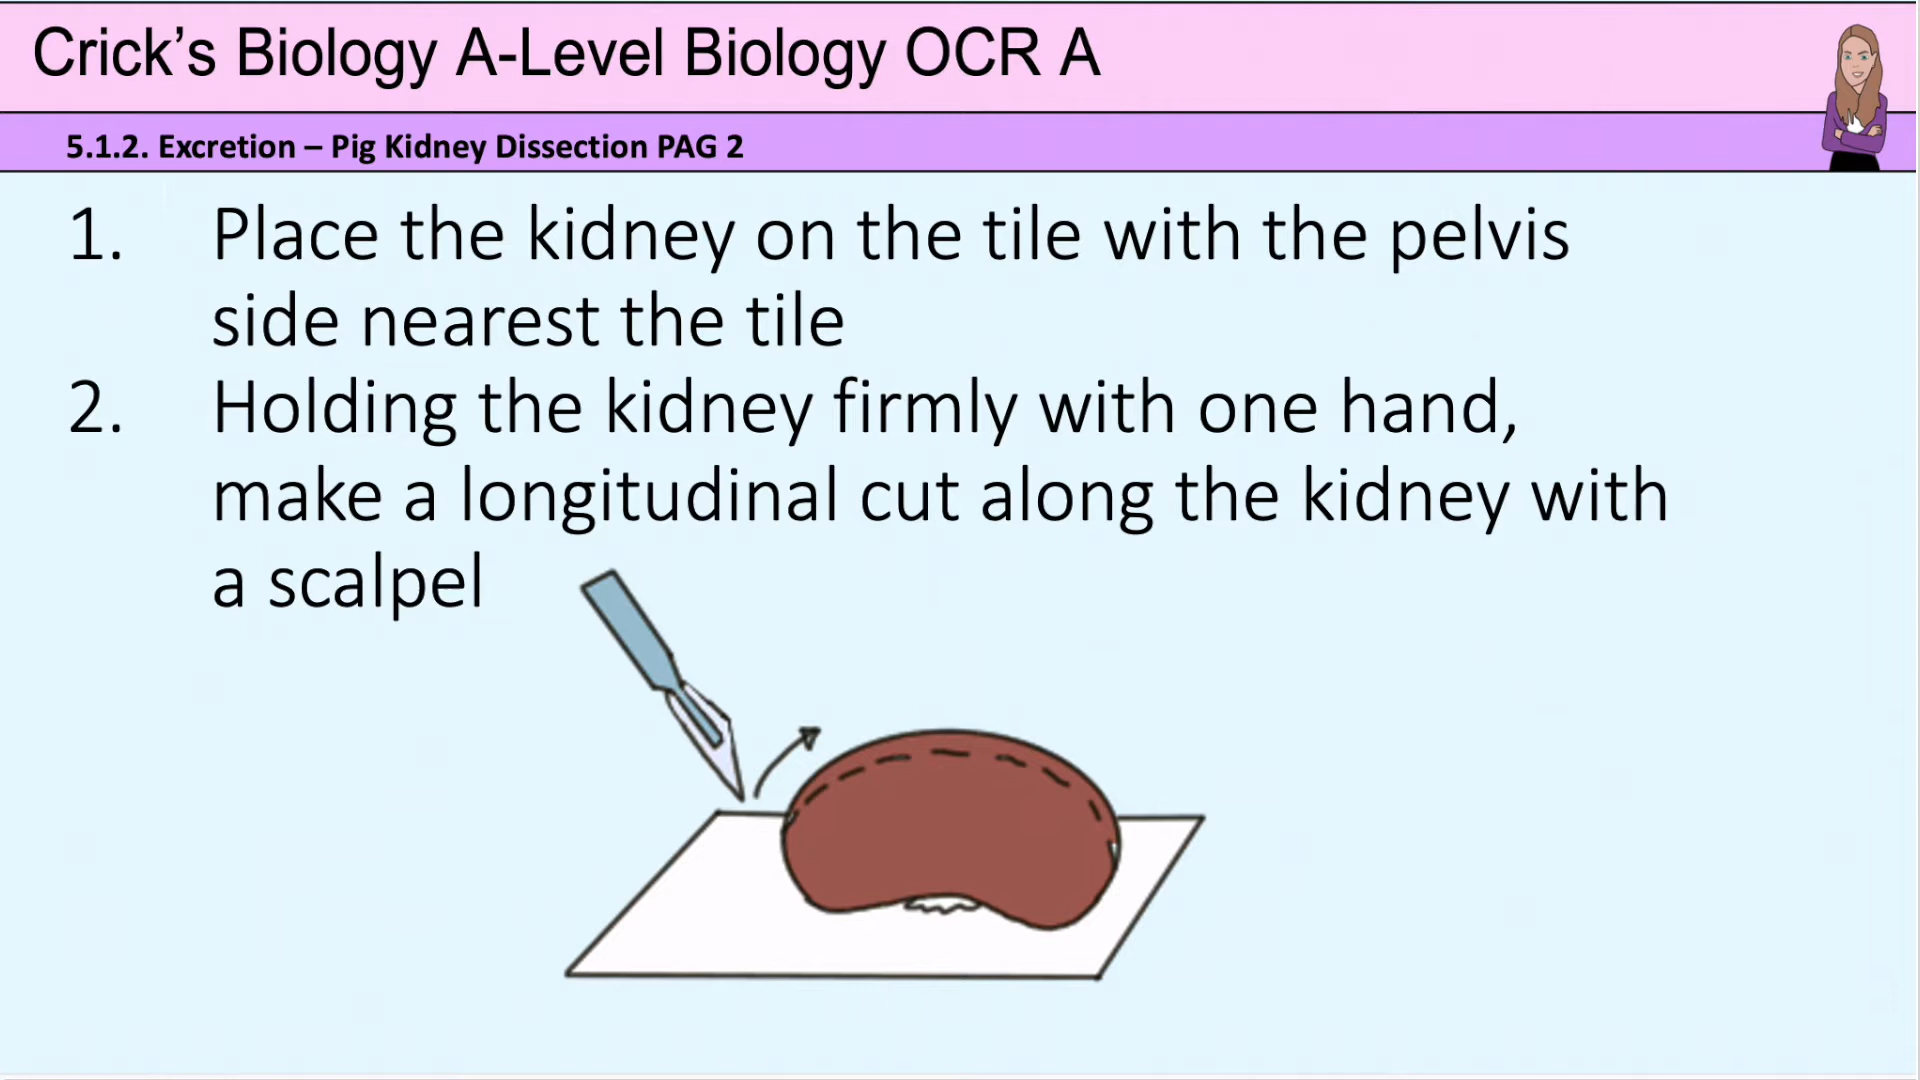 Crick’s Biology A-Level Biology OCR A
5.1.2. Excretion – Pig Kidney Dissection PAG 2
1. Place the kidney on the tile with the pelvis
side nearest the tile
2. Holding the kidney firmly with one hand,
make a longitudinal cut along the kidney with
a scalpel